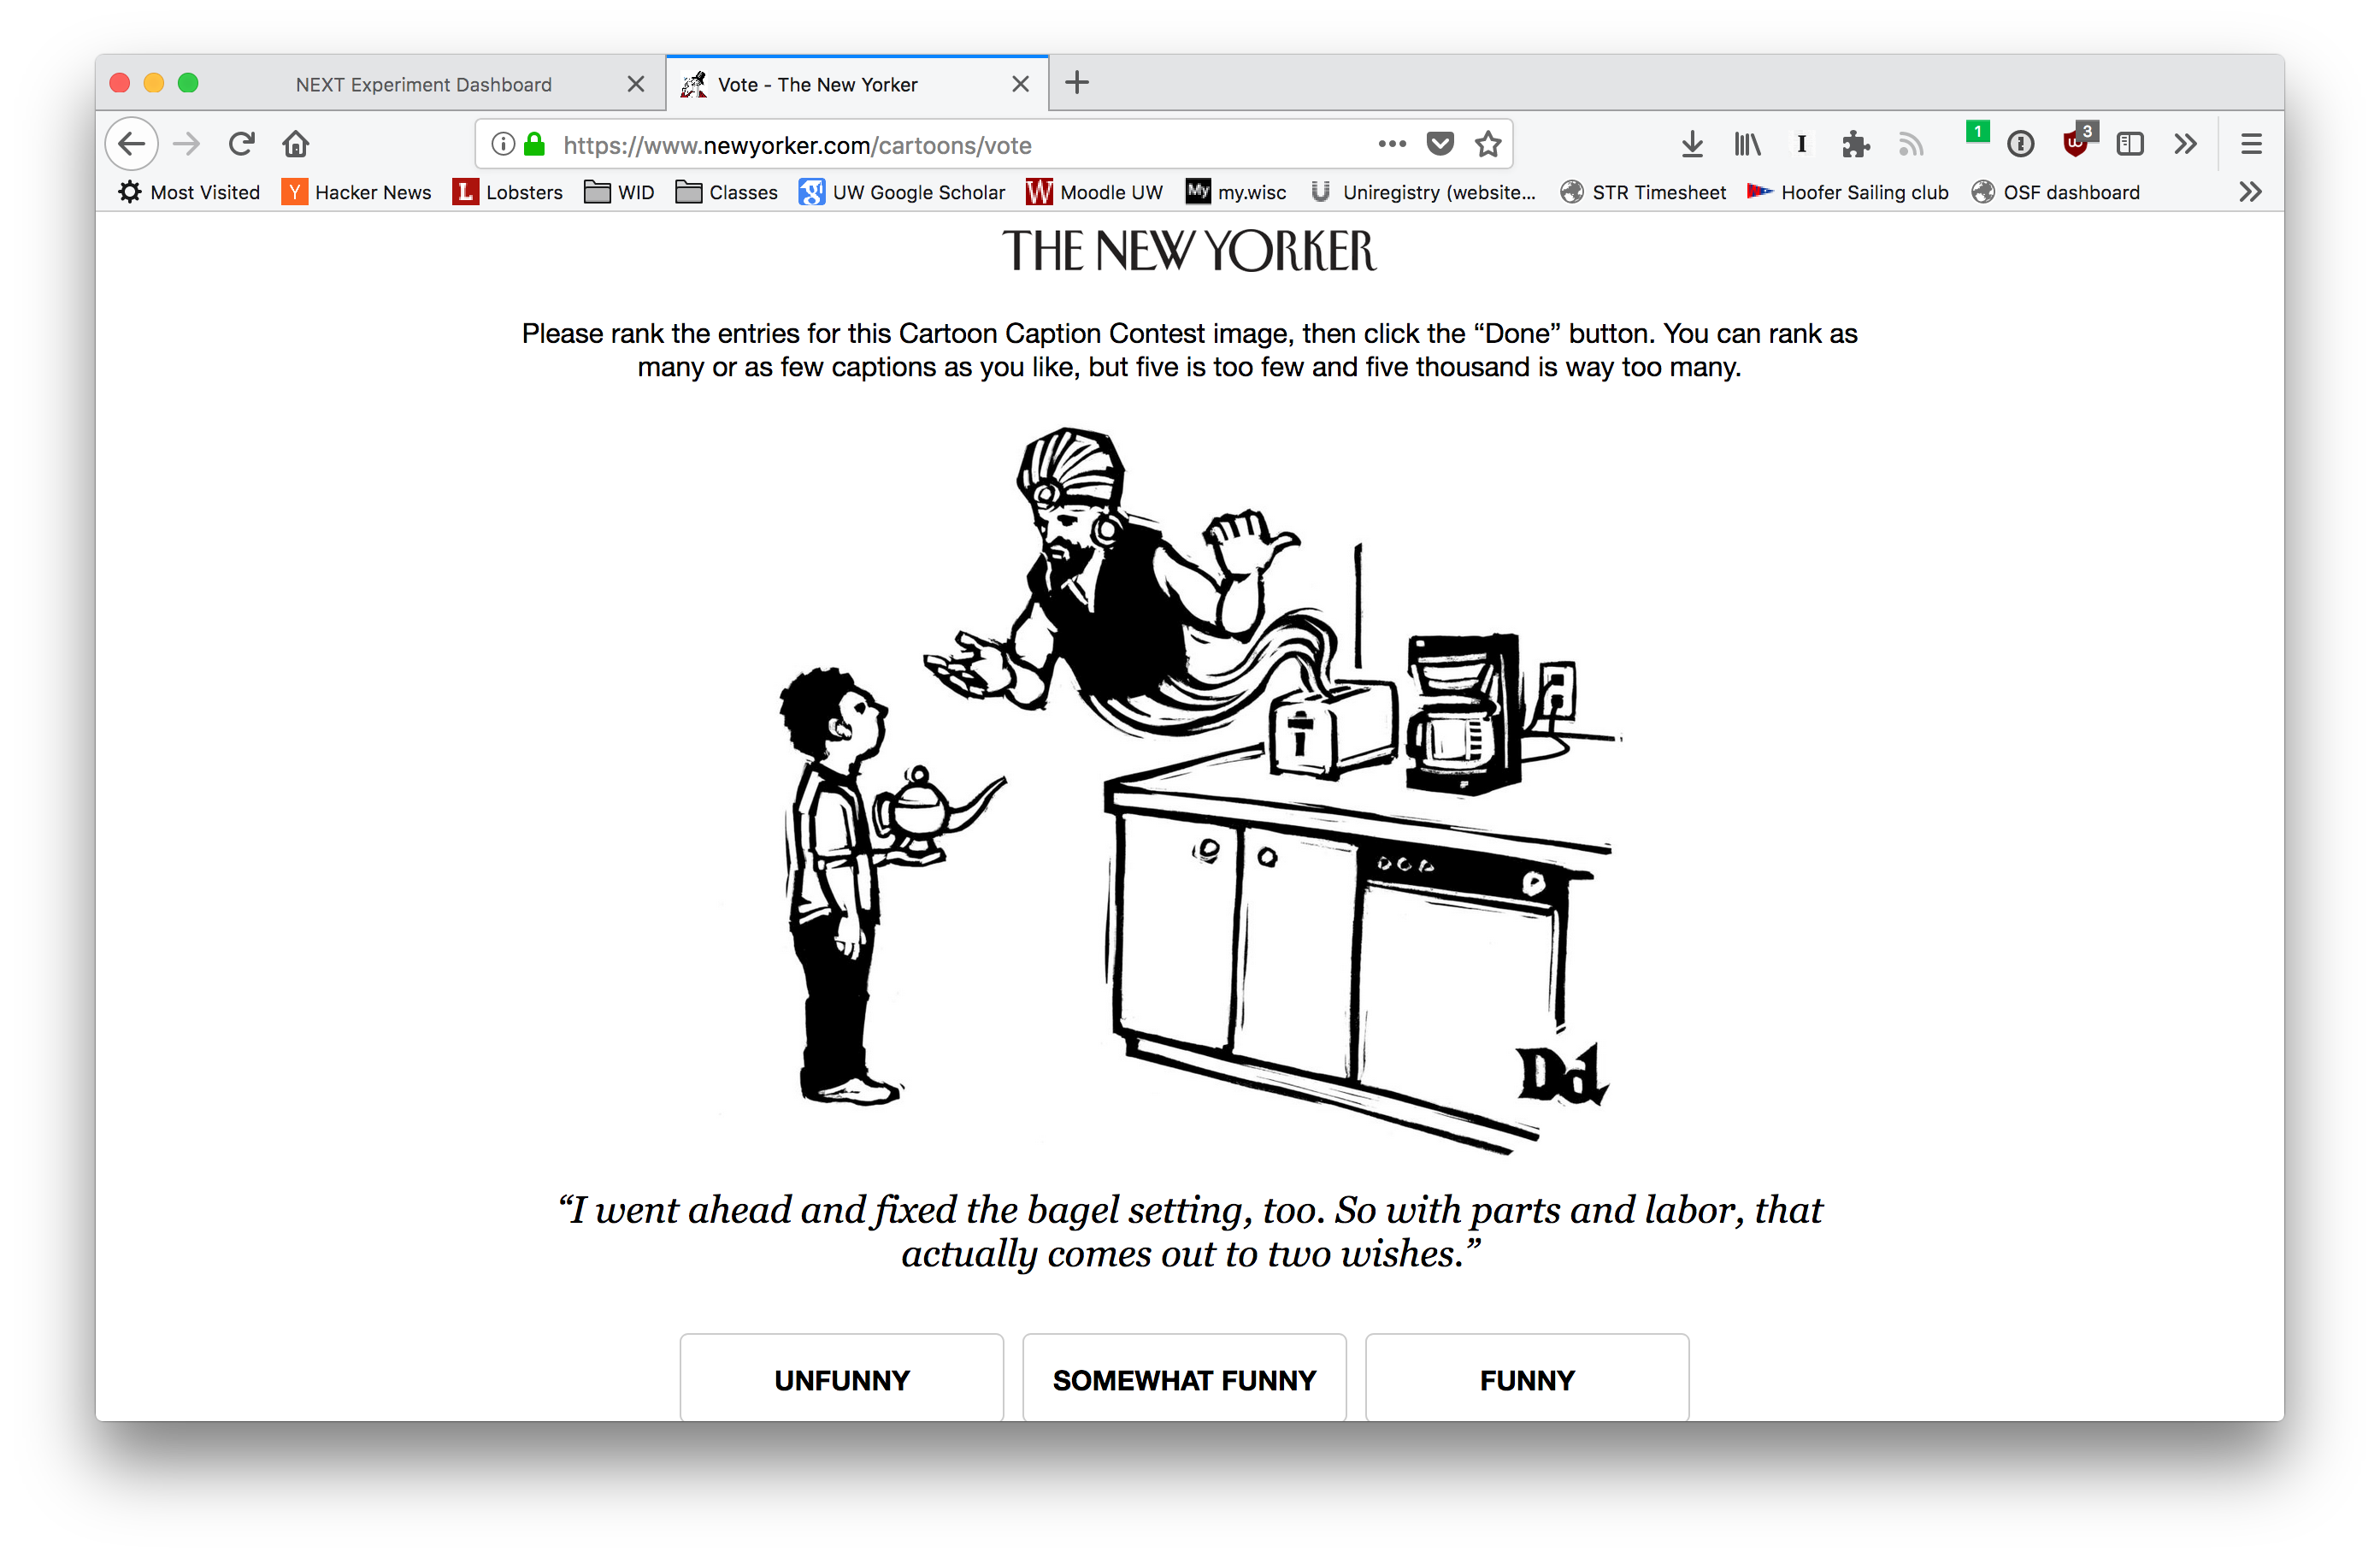 NEXT Experiment Dashboard
Vote - The New Yorker
https://www.newyorker.com/cartoons/vote
1
3
Most Visited
Y Hacker News
L Lobsters
WID
Classes
g UW Google Scholar
W Moodle UW
My my.wisc
U Uniregistry (website...
STR Timesheet
Hoofer Sailing club
OSF dashboard
THE NEW YORKER
Please rank the entries for this Cartoon Caption Contest image, then click the “Done” button. You can rank as
many or as few captions as you like, but five is too few and five thousand is way too many.
Dd
“I went ahead and fixed the bagel setting, too. So with parts and labor, that
actually comes out to two wishes.”
UNFUNNY
SOMEWHAT FUNNY
FUNNY